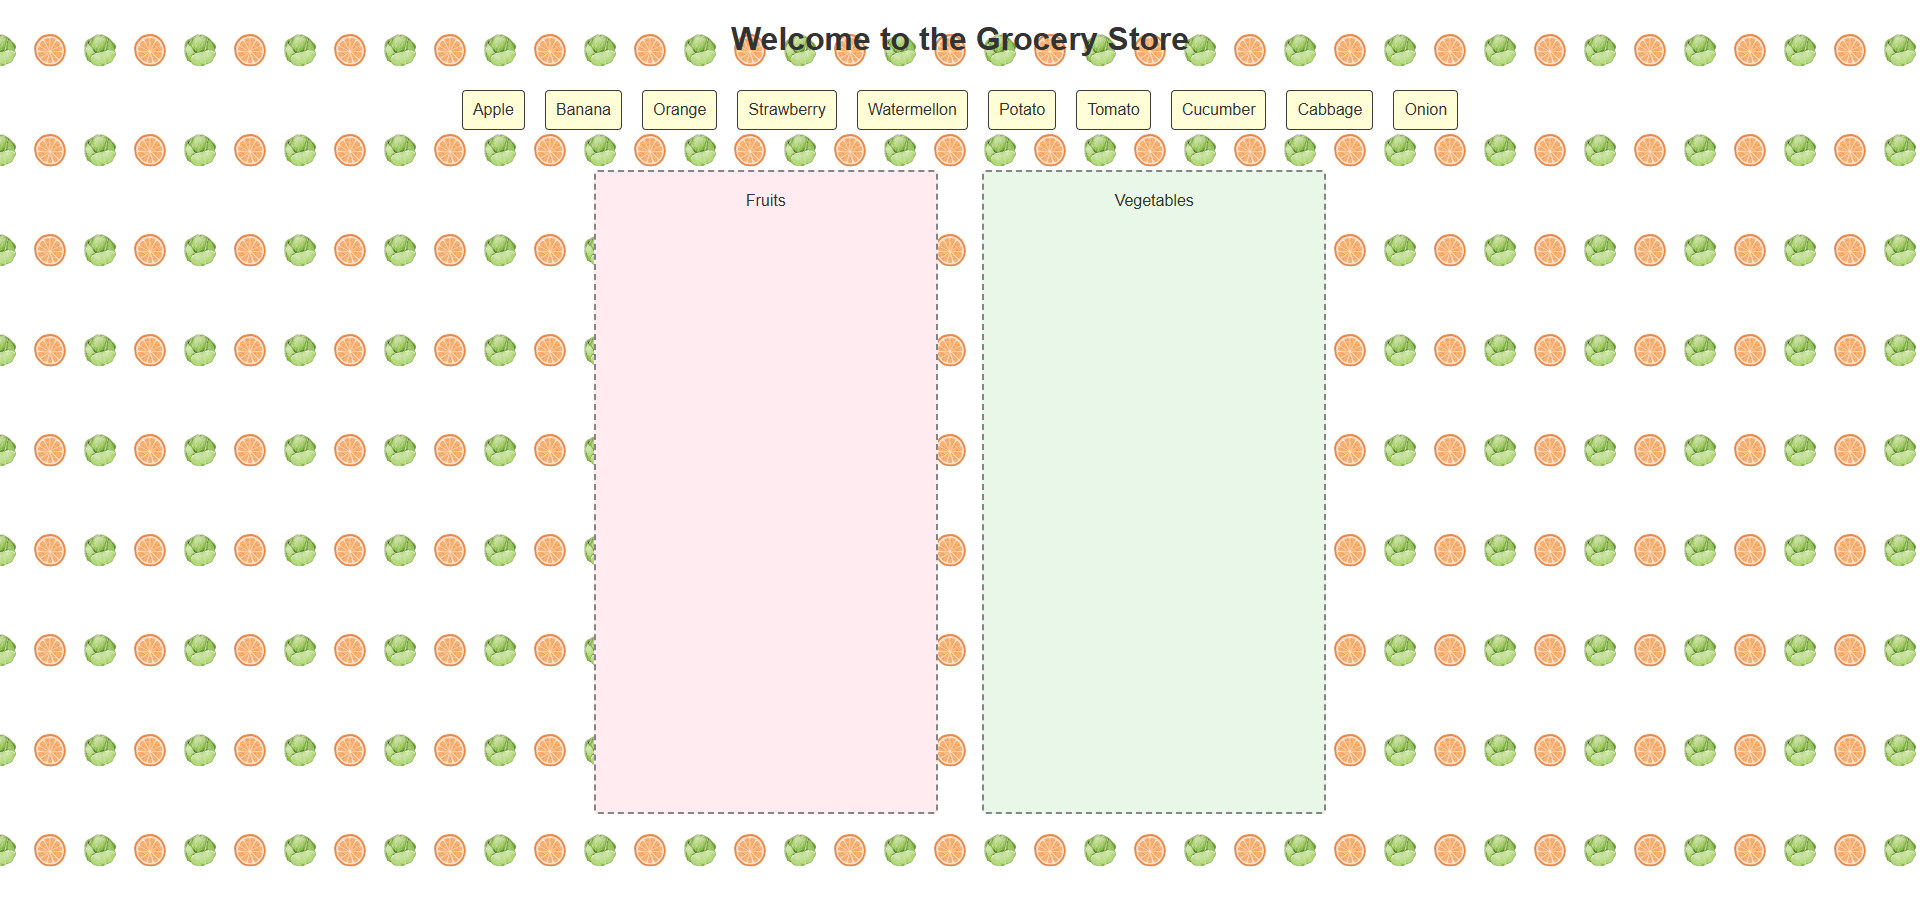 Welcome to the Grocery Store
Apple Banana Orange Strawberry Watermellon Potato Tomato Cucumber Cabbage Onion
Fruits Vegetables